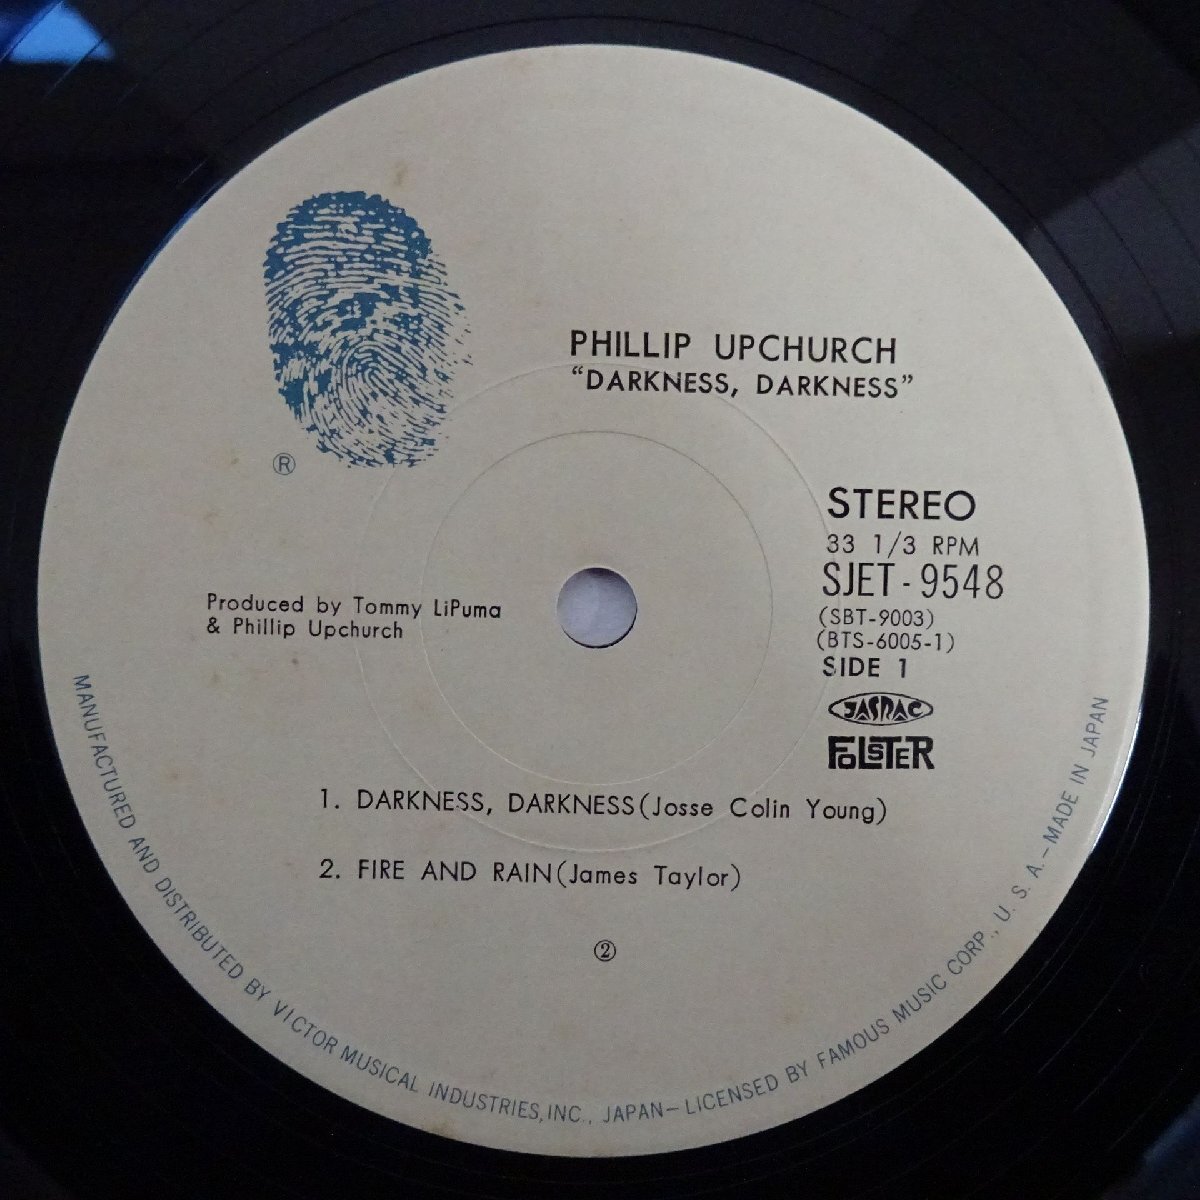 PHILLIP UPCHURCH
“DARKNESS, DARKNESS”
®
STEREO
33 1/3 RPM
SJET-9548
(SBT-9003)
(BTS-6005-1)
SIDE 1
JASRAC
FOLSTER
Produced by Tommy LiPuma
& Phillip Upchurch
1. DARKNESS, DARKNESS(Josse Colin Young)
2. FIRE AND RAIN(James Taylor)
②
MANUFACTURED AND DISTRIBUTED BY VICTOR MUSICAL INDUSTRIES,INC., JAPAN—LICENSED BY FAMOUS MUSIC CORP., U. S. A.—MADE IN JAPAN